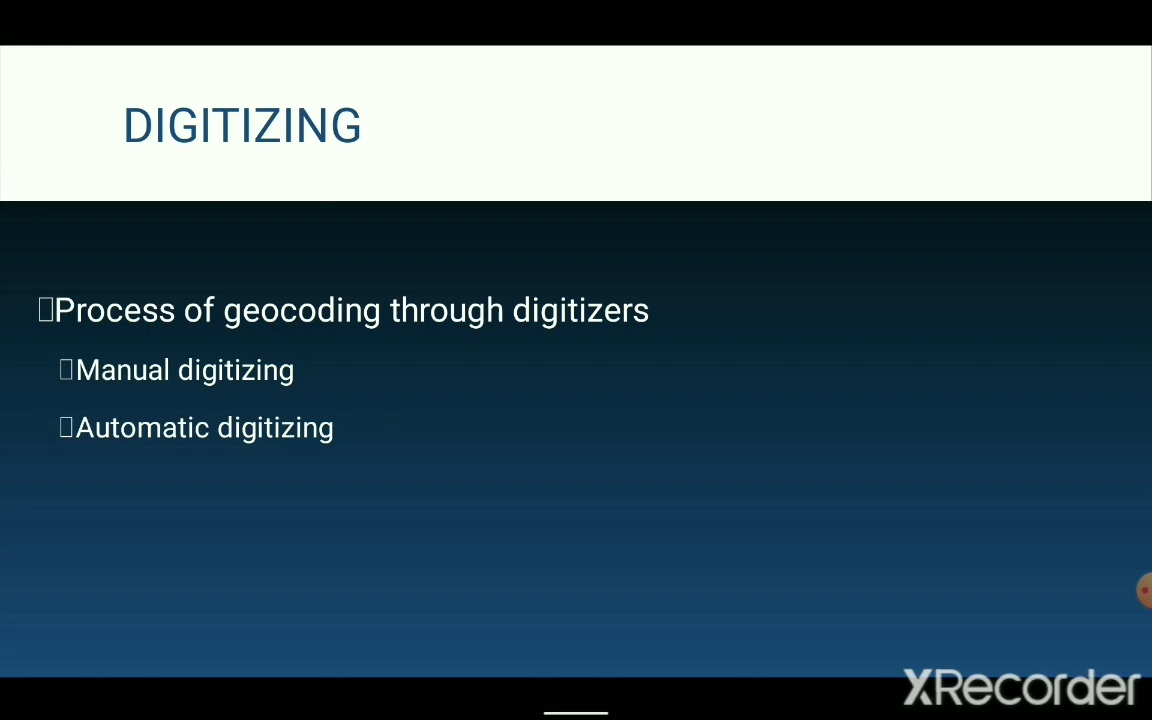 DIGITIZING
Process of geocoding through digitizers
Manual digitizing
Automatic digitizing
XRecorder